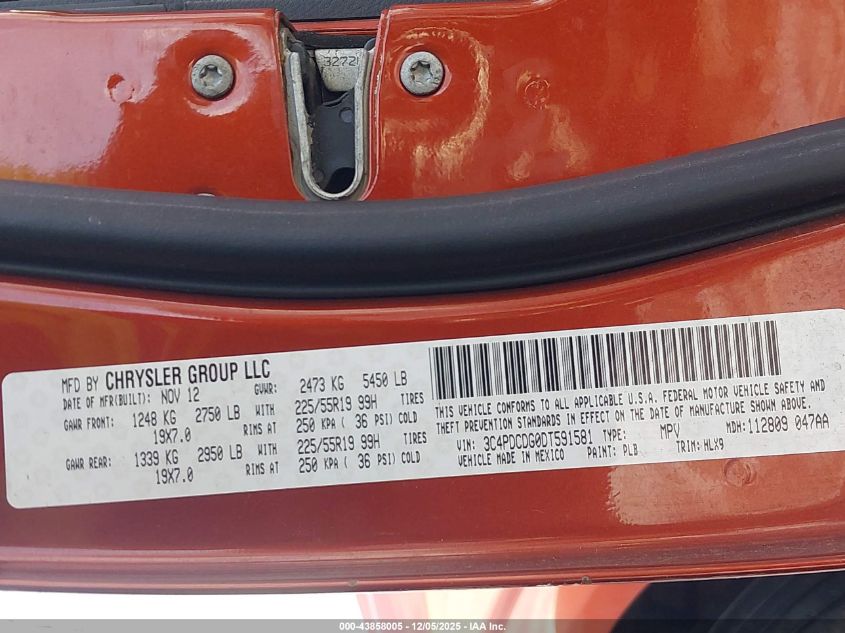 3272
MFD BY CHRYSLER GROUP LLC
DATE OF MFR(BUILT): NOV 12 GVWR: 2473 KG 5450 LB
GAWR FRONT: 1248 KG 2750 LB WITH 225/55R19 99H TIRES
19X7.0 RIMS AT 250 KPA ( 36 PSI) COLD
GAWR REAR: 1339 KG 2950 LB WITH 225/55R19 99H TIRES
19X7.0 RIMS AT 250 KPA ( 36 PSI) COLD
THIS VEHICLE CONFORMS TO ALL APPLICABLE U.S.A. FEDERAL MOTOR VEHICLE SAFETY AND
THEFT PREVENTION STANDARDS IN EFFECT ON THE DATE OF MANUFACTURE SHOWN ABOVE.
VIN: 3C4PDCDG0DT591581 TYPE: MPV MDH: 112809 047AA
VEHICLE MADE IN MEXICO PAINT: PLB TRIM: HLX9
000-43858005 - 12/05/2025 - IAA Inc.